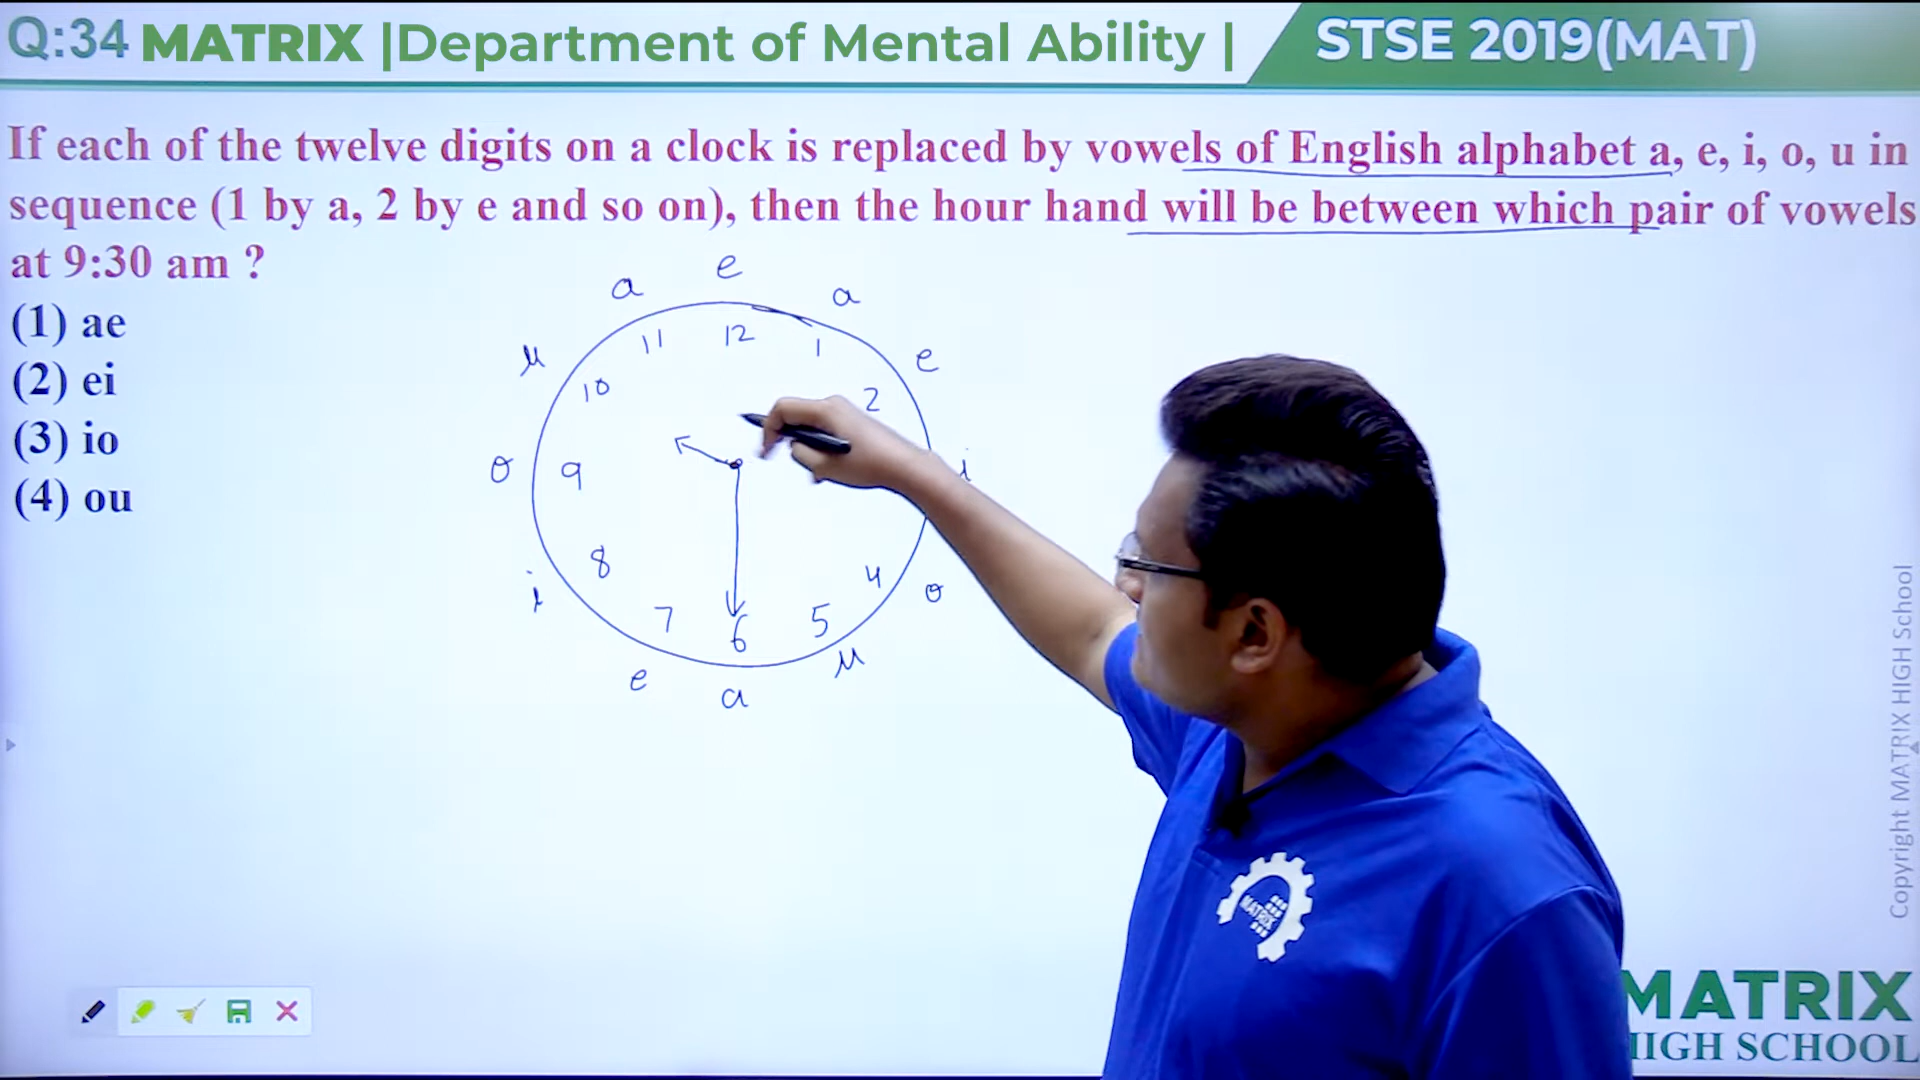 Q:34 MATRIX |Department of Mental Ability |
STSE 2019(MAT)
If each of the twelve digits on a clock is replaced by vowels of English alphabet a, e, i, o, u in
sequence (1 by a, 2 by e and so on), then the hour hand will be between which pair of vowels
at 9:30 am ?
(1) ae
(2) ei
(3) io
(4) ou
e
a
a
12
11
1
u
e
10
2
o
9
i
8
4
i
o
7
6
5
u
e
a
MATRIX
Copyright MATRIX HIGH School
MATRIX
HIGH SCHOOL